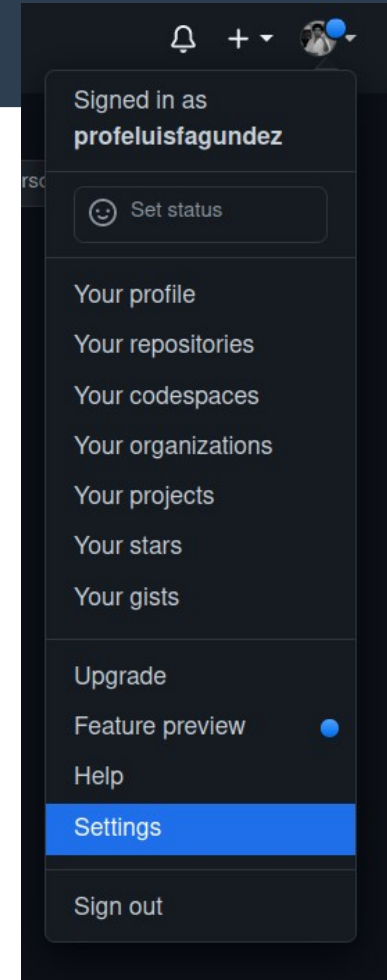 Signed in as
profeluisfagundez
Set status
Your profile
Your repositories
Your codespaces
Your organizations
Your projects
Your stars
Your gists
Upgrade
Feature preview
Help
Settings
Sign out